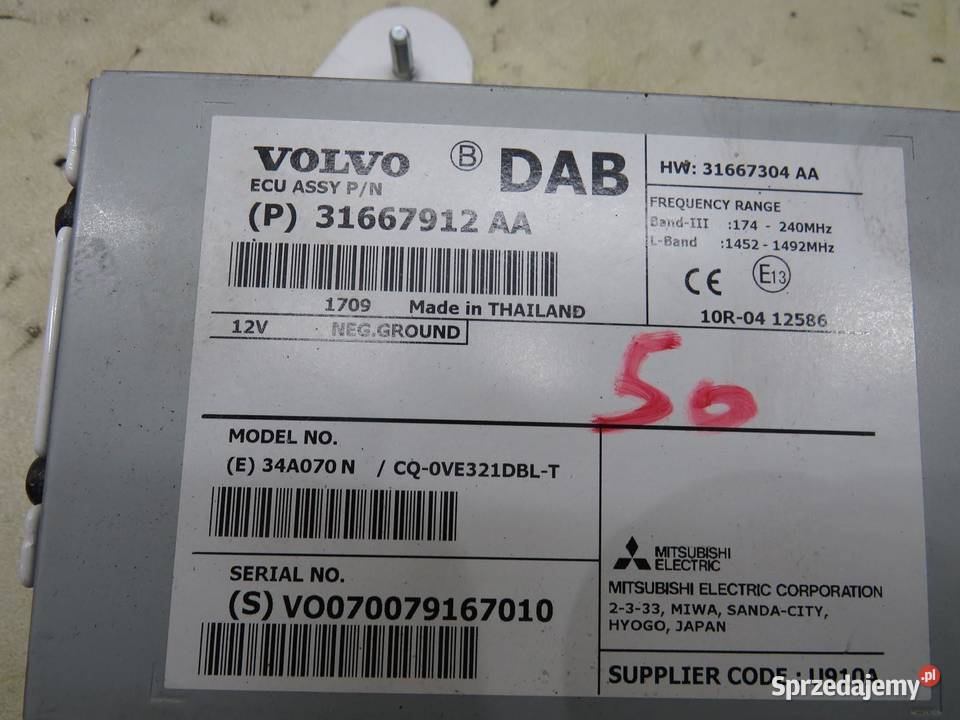 VOLVO B DAB
ECU ASSY P/N
(P) 31667912 AA
1709 Made in THAILAND
12V NEG.GROUND
HW: 31667304 AA
FREQUENCY RANGE
Band-III :174 - 240MHz
L-Band :1452 - 1492MHz
CE E13
10R-04 12586
50
MODEL NO.
(E) 34A070 N / CQ-0VE321DBL-T
SERIAL NO.
(S) VO070079167010
MITSUBISHI
ELECTRIC
MITSUBISHI ELECTRIC CORPORATION
2-3-33, MIWA, SANDA-CITY,
HYOGO, JAPAN
SUPPLIER CODE : U910A
Sprzedajemy.pl